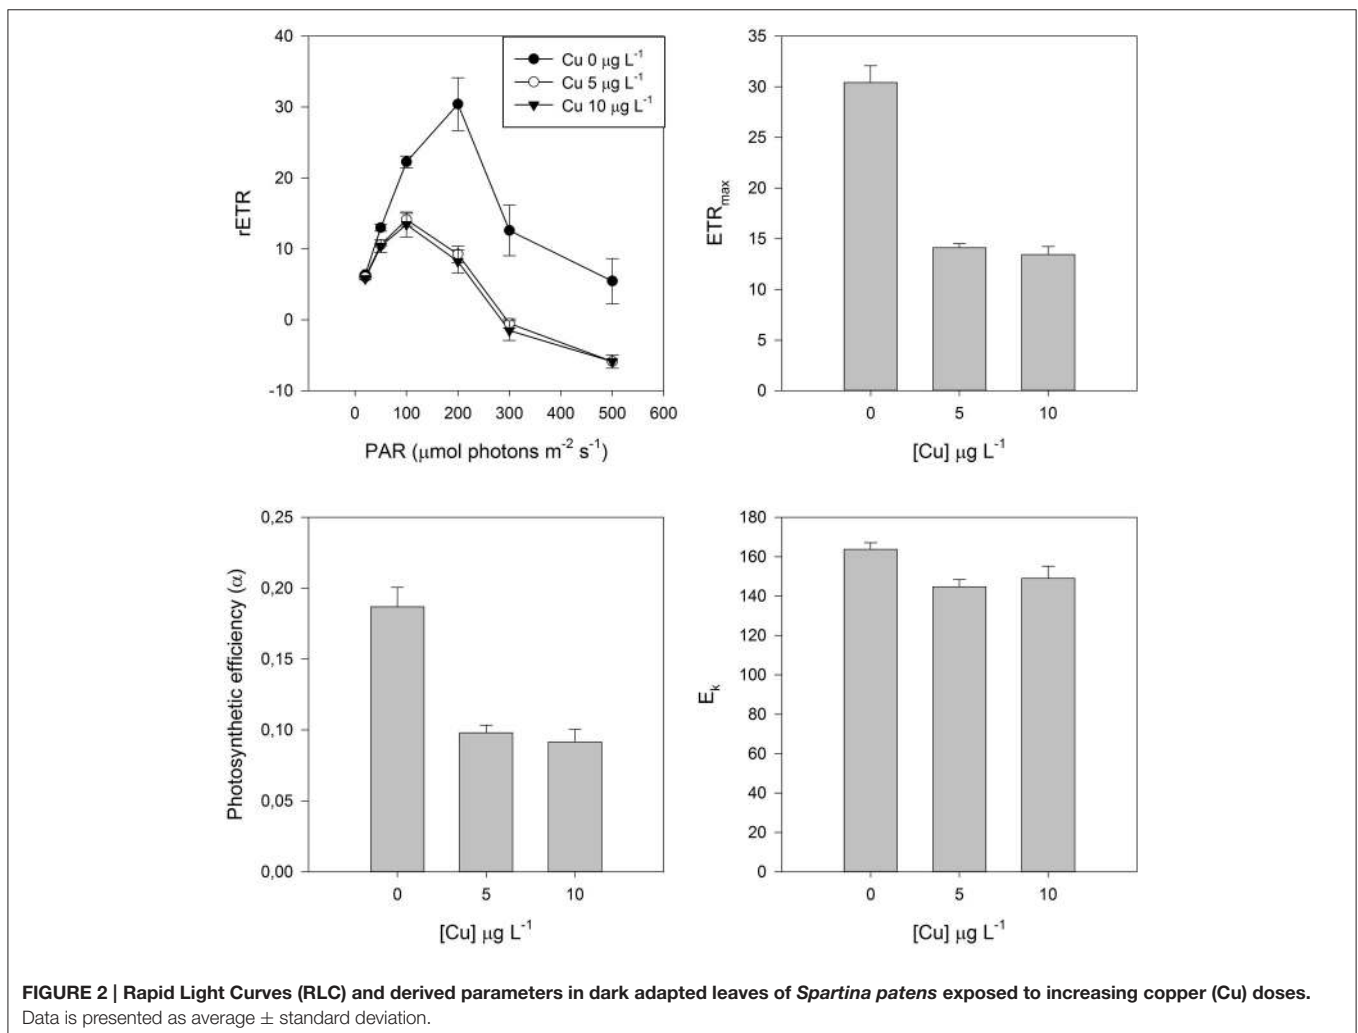 40
30
20
10
0
-10
rETR
Cu 0 μg L⁻¹
Cu 5 μg L⁻¹
Cu 10 μg L⁻¹
0 100 200 300 400 500 600
PAR (μmol photons m⁻² s⁻¹)
35
30
25
20
15
10
5
0
ETRmax
0 5 10
[Cu] μg L⁻¹
0,25
0,20
0,15
0,10
0,05
0,00
Photosynthetic efficiency (α)
0 5 10
[Cu] μg L⁻¹
180
160
140
120
100
80
60
40
20
0
Ek
0 5 10
[Cu] μg L⁻¹
FIGURE 2 | Rapid Light Curves (RLC) and derived parameters in dark adapted leaves of Spartina patens exposed to increasing copper (Cu) doses.
Data is presented as average ± standard deviation.